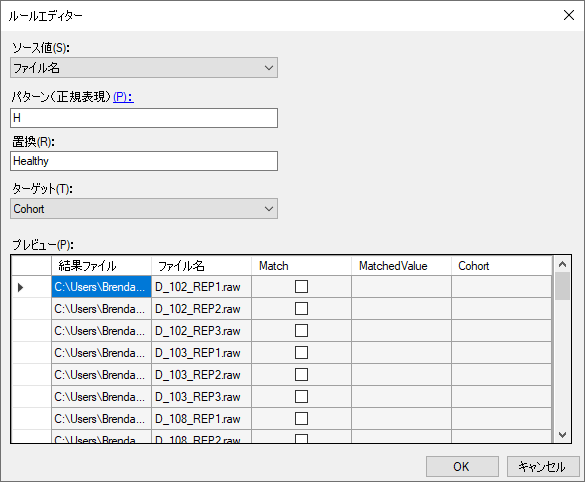 ルールエディター
ソース値(S):
ファイル名
パターン(正規表現) (P):
H
置換(R):
Healthy
ターゲット(T):
Cohort
プレビュー(P):
結果ファイル ファイル名 Match MatchedValue Cohort
C:\Users\Brenda... D_102_REP1.raw
C:\Users\Brenda... D_102_REP2.raw
C:\Users\Brenda... D_102_REP3.raw
C:\Users\Brenda... D_103_REP1.raw
C:\Users\Brenda... D_103_REP2.raw
C:\Users\Brenda... D_103_REP3.raw
C:\Users\Brenda... D_108_REP1.raw
C:\Users\Brenda... D_108_REP2.raw
OK キャンセル